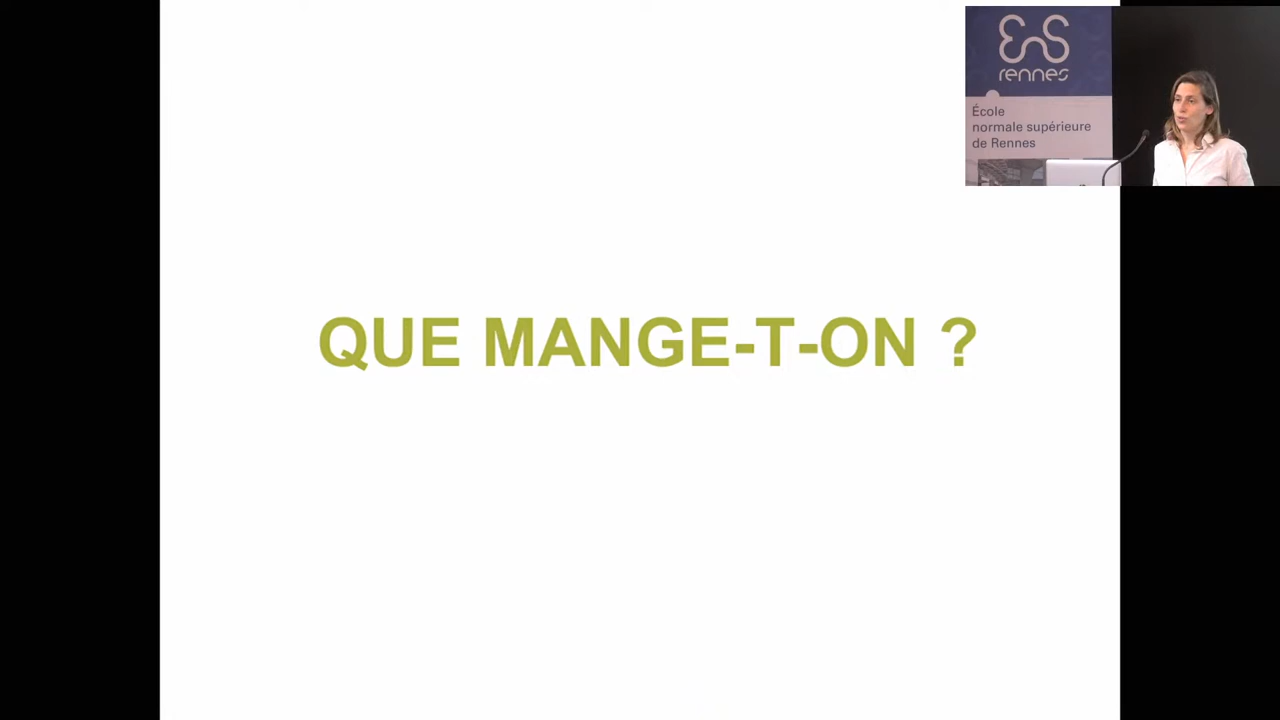 EnS
rennes
École
normale supérieure
de Rennes
QUE MANGE-T-ON ?